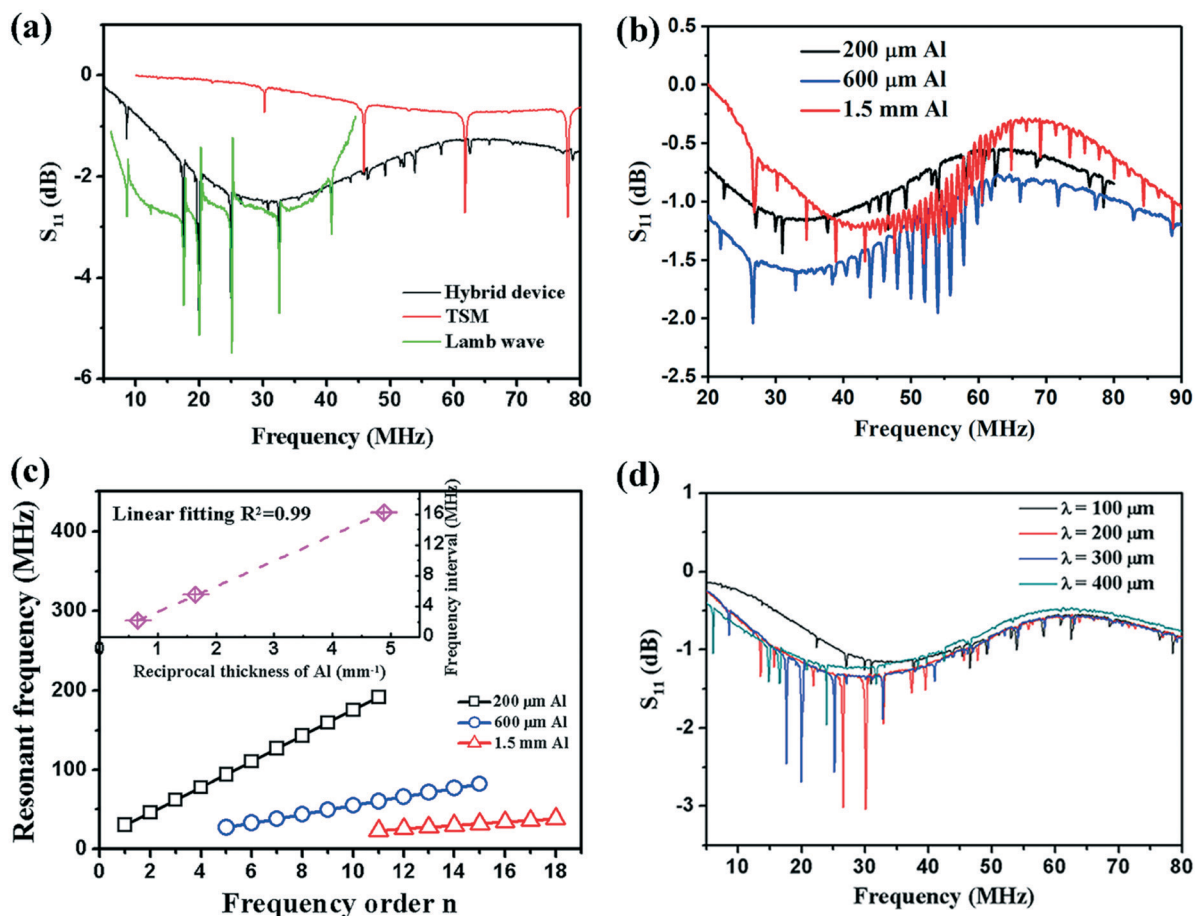 (a)
S11 (dB)
0
-2
-4
-6
10 20 30 40 50 60 70 80
Frequency (MHz)
Hybrid device
TSM
Lamb wave
(b)
S11 (dB)
0.5
0.0
-0.5
-1.0
-1.5
-2.0
-2.5
20 30 40 50 60 70 80 90
Frequency (MHz)
200 μm Al
600 μm Al
1.5 mm Al
(c)
Resonant frequency (MHz)
400
300
200
100
0
0 2 4 6 8 10 12 14 16 18
Frequency order n
Linear fitting R²=0.99
0 1 2 3 4 5
Reciprocal thickness of Al (mm⁻¹)
Frequency interval (MHz)
16
12
8
4
0
200 μm Al
600 μm Al
1.5 mm Al
(d)
S11 (dB)
1
0
-1
-2
-3
10 20 30 40 50 60 70 80
Frequency (MHz)
λ = 100 μm
λ = 200 μm
λ = 300 μm
λ = 400 μm